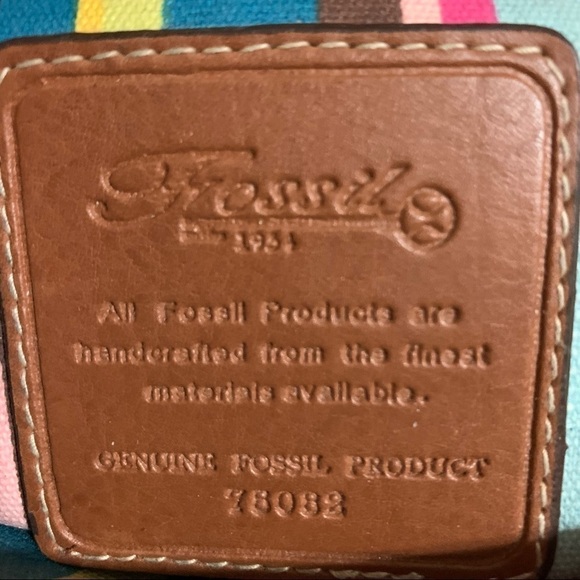 Fossil
1954
All Fossil Products are
handcrafted from the finest
materials available.
GENUINE FOSSIL PRODUCT
75082